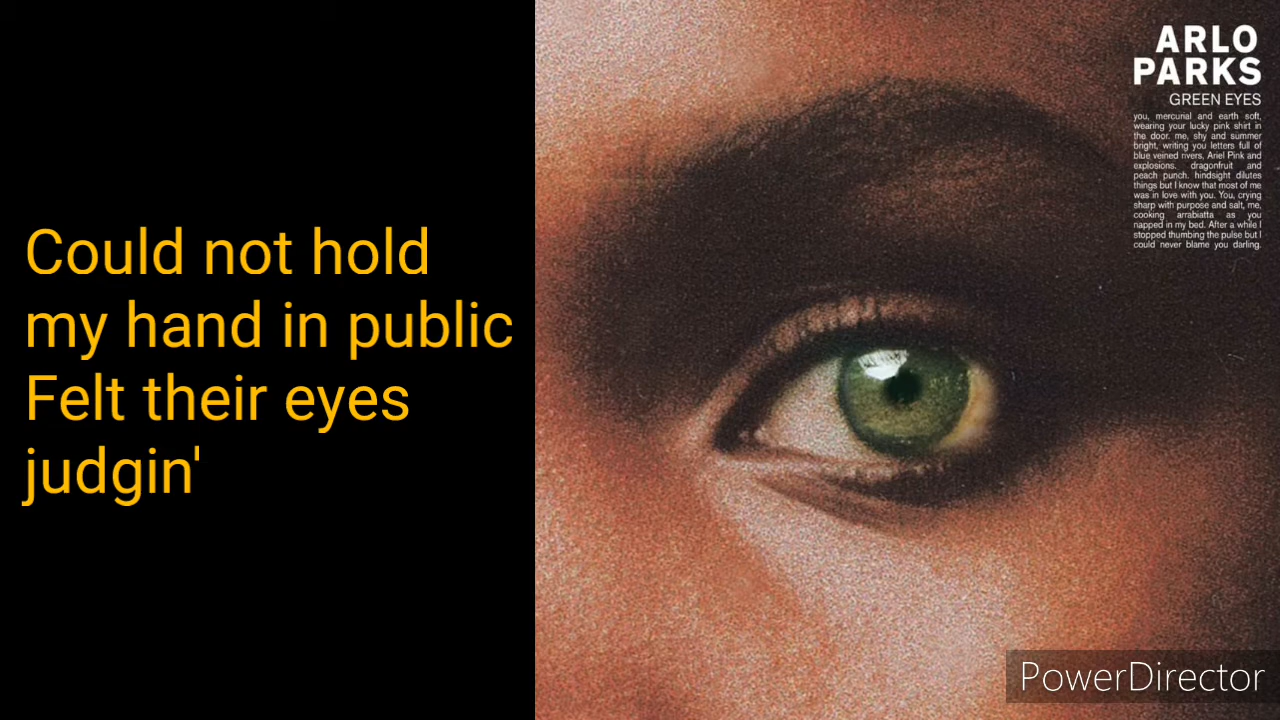 Could not hold
my hand in public
Felt their eyes
judgin'
ARLO
PARKS
GREEN EYES
you, mercurial and earth soft,
wearing your lucky pink shirt in
the door. me, shy and summer
bright, writing you letters full of
blue veined rivers, Ariel Pink and
explosions. dragonfruit and
peach punch. hindsight dilutes
things but I know that most of me
was in love with you. You, crying
sharp with purpose and salt, me,
cooking arrabiatta as you
napped in my bed. After a while I
stopped thumbing the pulse but I
could never blame you darling.
PowerDirector